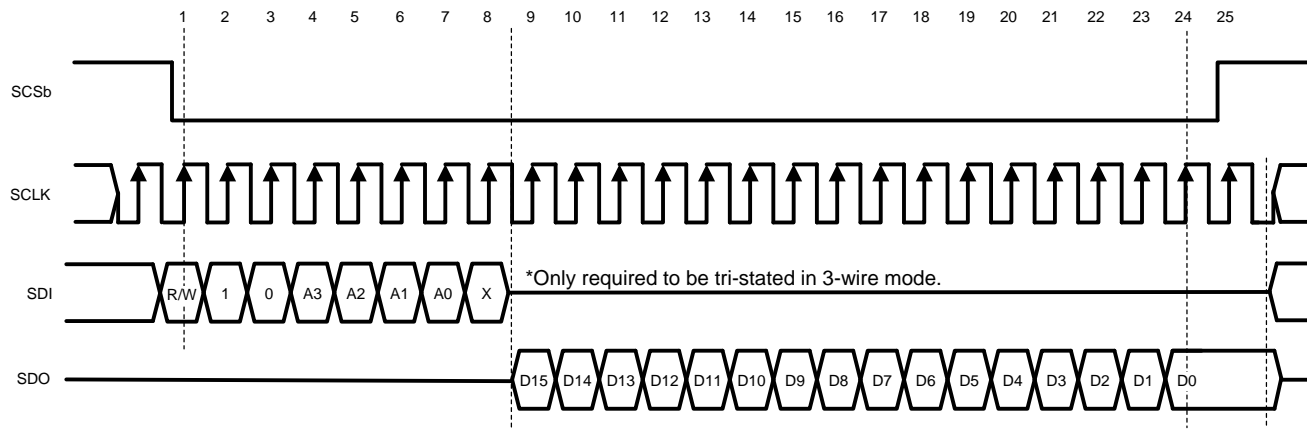 1 2 3 4 5 6 7 8 9 10 11 12 13 14 15 16 17 18 19 20 21 22 23 24 25
SCSb
SCLK
SDI R/W 1 0 A3 A2 A1 A0 X *Only required to be tri-stated in 3-wire mode.
SDO D15 D14 D13 D12 D11 D10 D9 D8 D7 D6 D5 D4 D3 D2 D1 D0